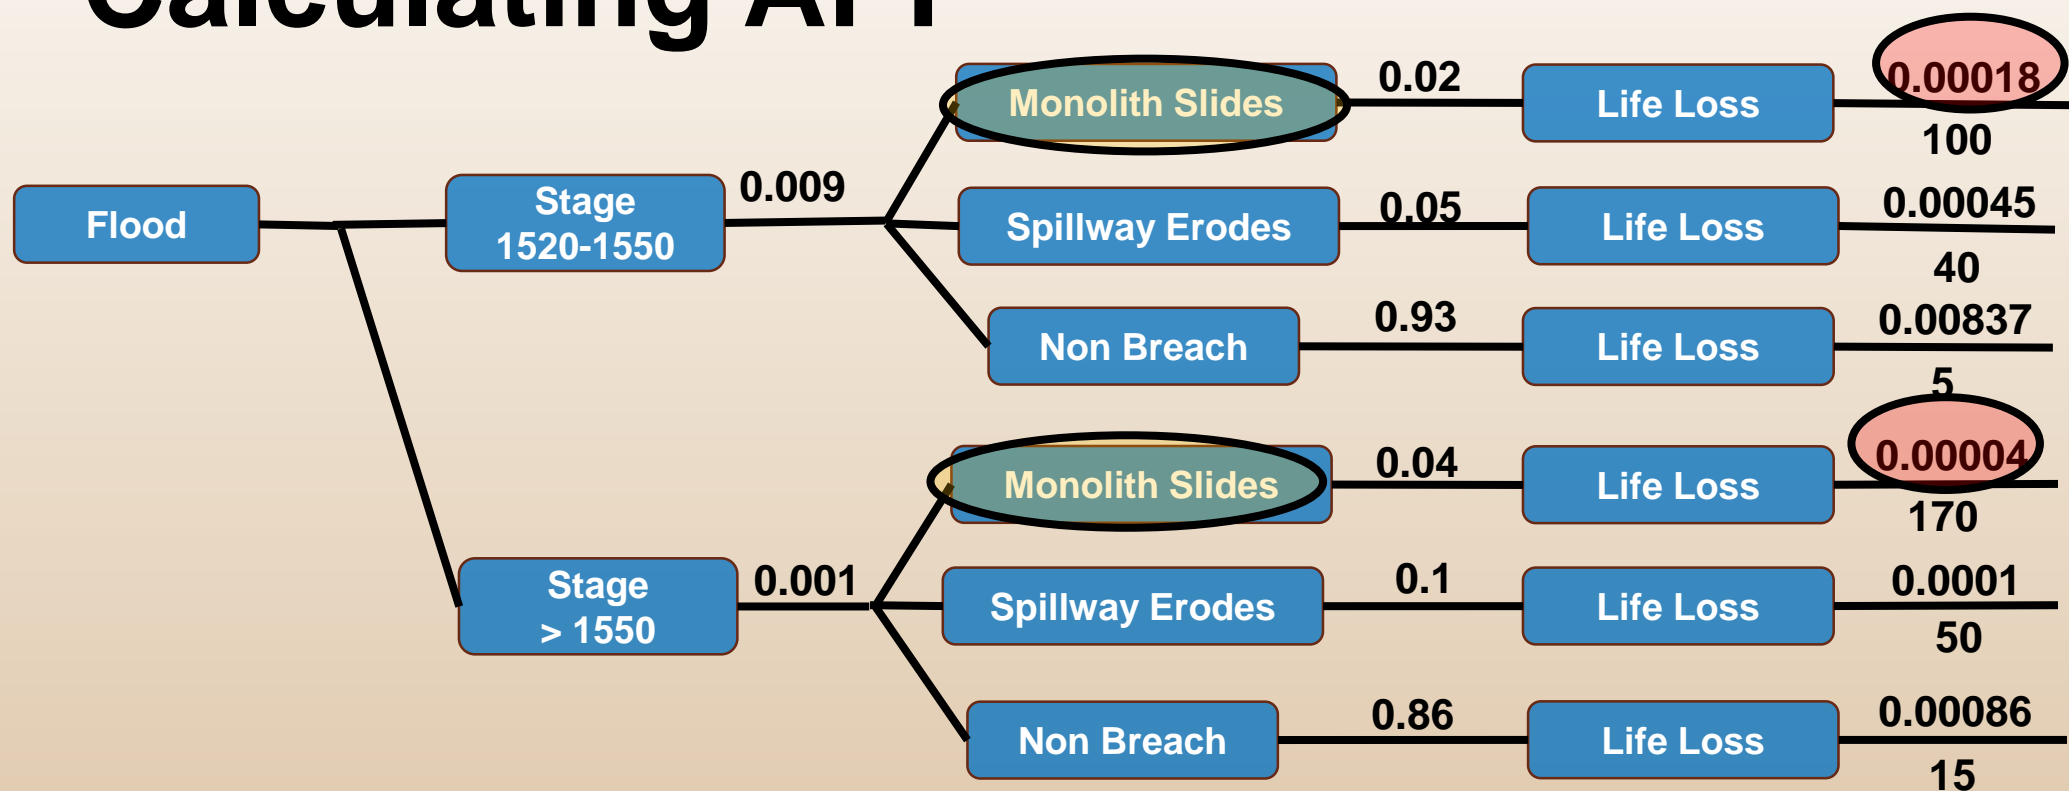 Calculating APF
0.02
0.00018
Monolith Slides
Life Loss
100
0.009
Stage
1520-1550
0.05
0.00045
Flood
Spillway Erodes
Life Loss
40
0.93
0.00837
Non Breach
Life Loss
5
0.04
0.00004
Monolith Slides
Life Loss
170
0.001
Stage
> 1550
0.1
0.0001
Spillway Erodes
Life Loss
50
0.86
0.00086
Non Breach
Life Loss
15